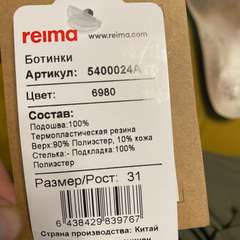 reima
www.reima.com
Ботинки
Артикул: 5400024A
Цвет: 6980
Состав:
Подошва:100%
Термопластическая резина
Верх:90% Полиэстер, 10% кожа
Стелька:- Подкладка:100%
Полиэстер
Размер/Рост: 31
6 438429 839767
Страна производства: Китай